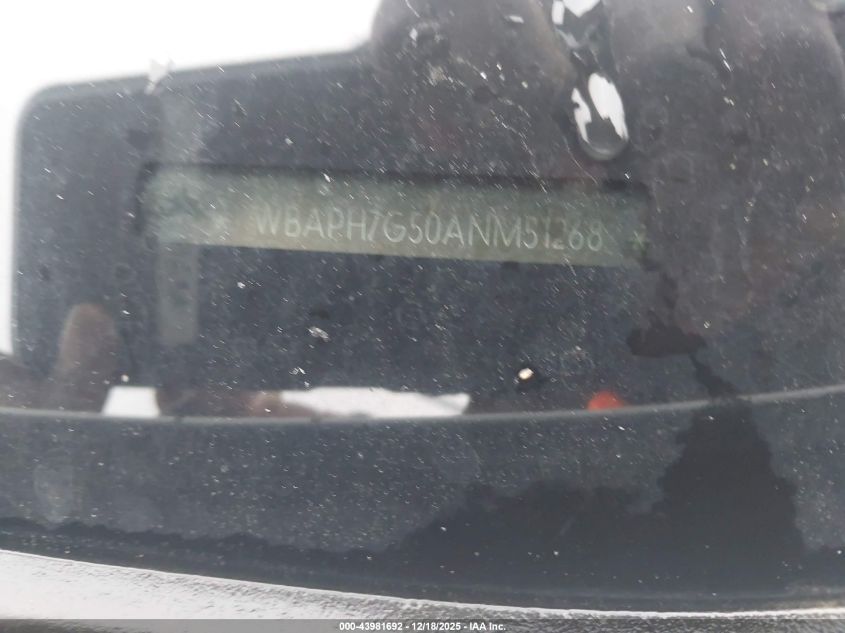 * WBAPH7G50ANM51268 *
000-43981692 - 12/18/2025 - IAA Inc.